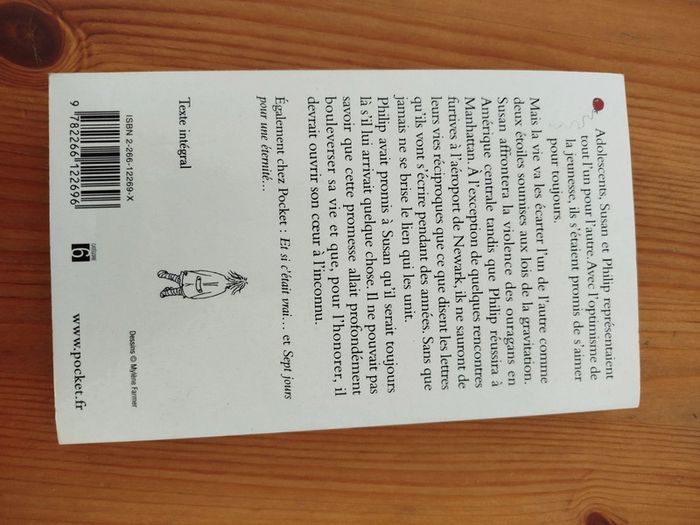 Adolescents, Susan et Philip représentaient
tout l'un pour l'autre. Avec l'optimisme de
la jeunesse, ils s'étaient promis de s'aimer
pour toujours.
Mais la vie va les écarter l'un de l'autre comme
deux étoiles soumises aux lois de la gravitation.
Susan affrontera la violence des ouragans en
Amérique centrale tandis que Philip réussira à
Manhattan. À l'exception de quelques rencontres
furtives à l'aéroport de Newark, ils ne sauront de
leurs vies réciproques que ce que disent les lettres
qu'ils vont s'écrire pendant des années. Sans que
jamais ne se brise le lien qui les unit.
Philip avait promis à Susan qu'il serait toujours
là s'il lui arrivait quelque chose. Il ne pouvait pas
savoir que cette promesse allait profondément
bouleverser sa vie et que, pour l'honorer, il
devrait ouvrir son cœur à l'inconnu.
Également chez Pocket : Et si c'était vrai… et Sept jours
pour une éternité…
Texte intégral
Dessins © Mylène Farmer
ISBN 2-266-12269-X
9 782266 122696
catégorie
6
www.pocket.fr